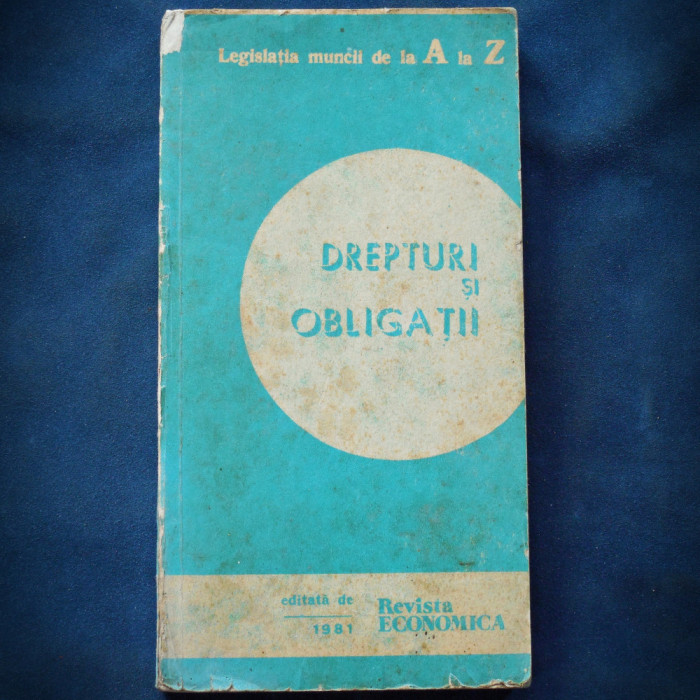 Legislația muncii de la A la Z
DREPTURI
ȘI
OBLIGAȚII
editată de
1981
Revista
ECONOMICA